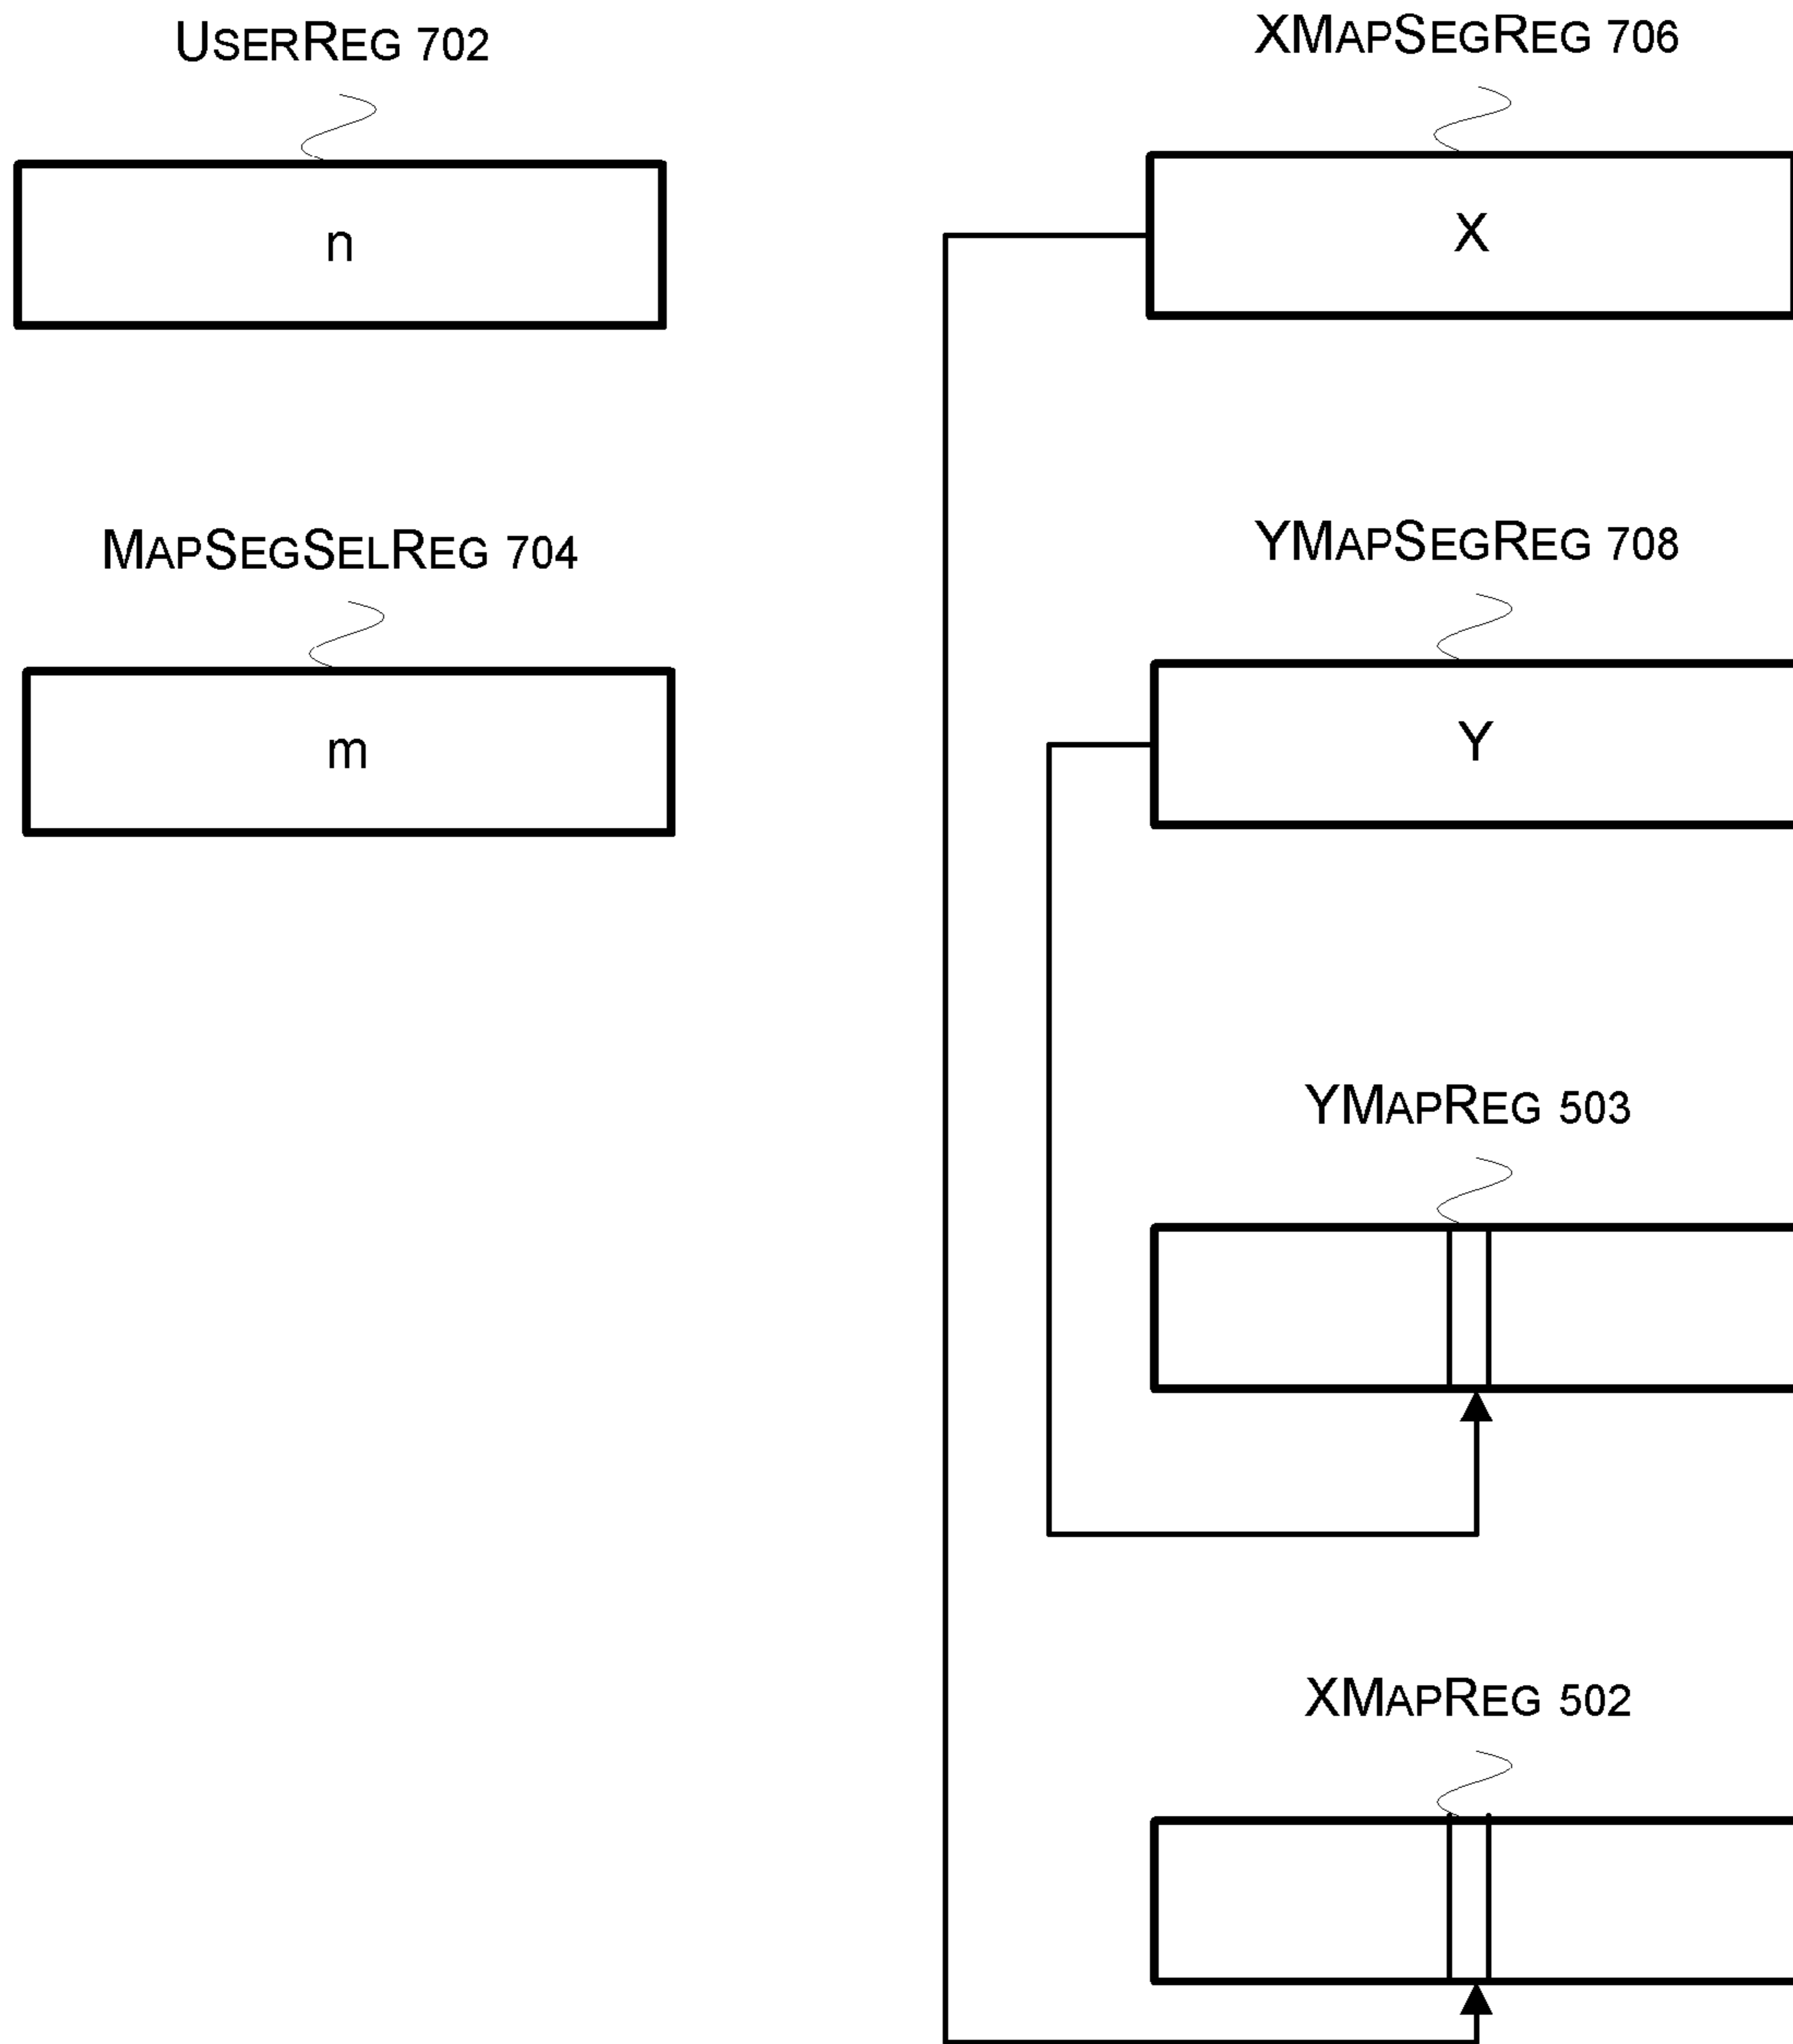 USERREG 702
XMAPSEGREG 706
n
X
MAPSEGSELREG 704
YMAPSEGREG 708
m
Y
YMAPREG 503
XMAPREG 502